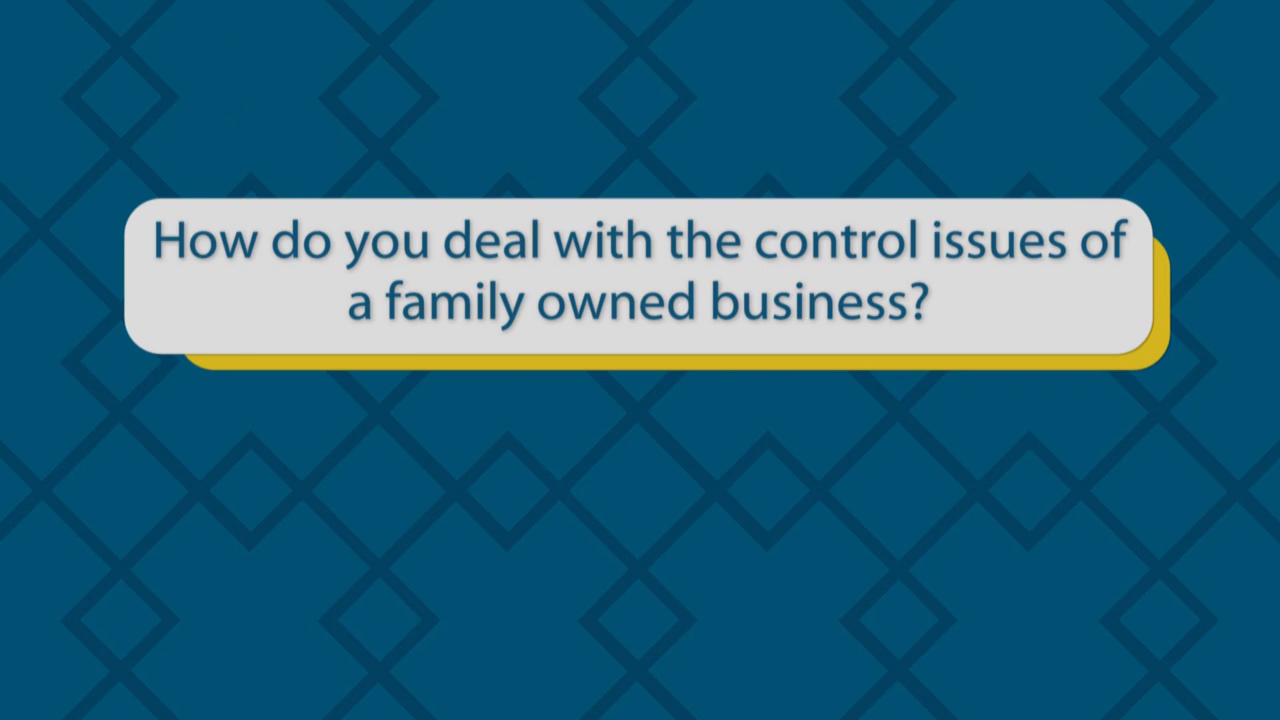 How do you deal with the control issues of
a family owned business?